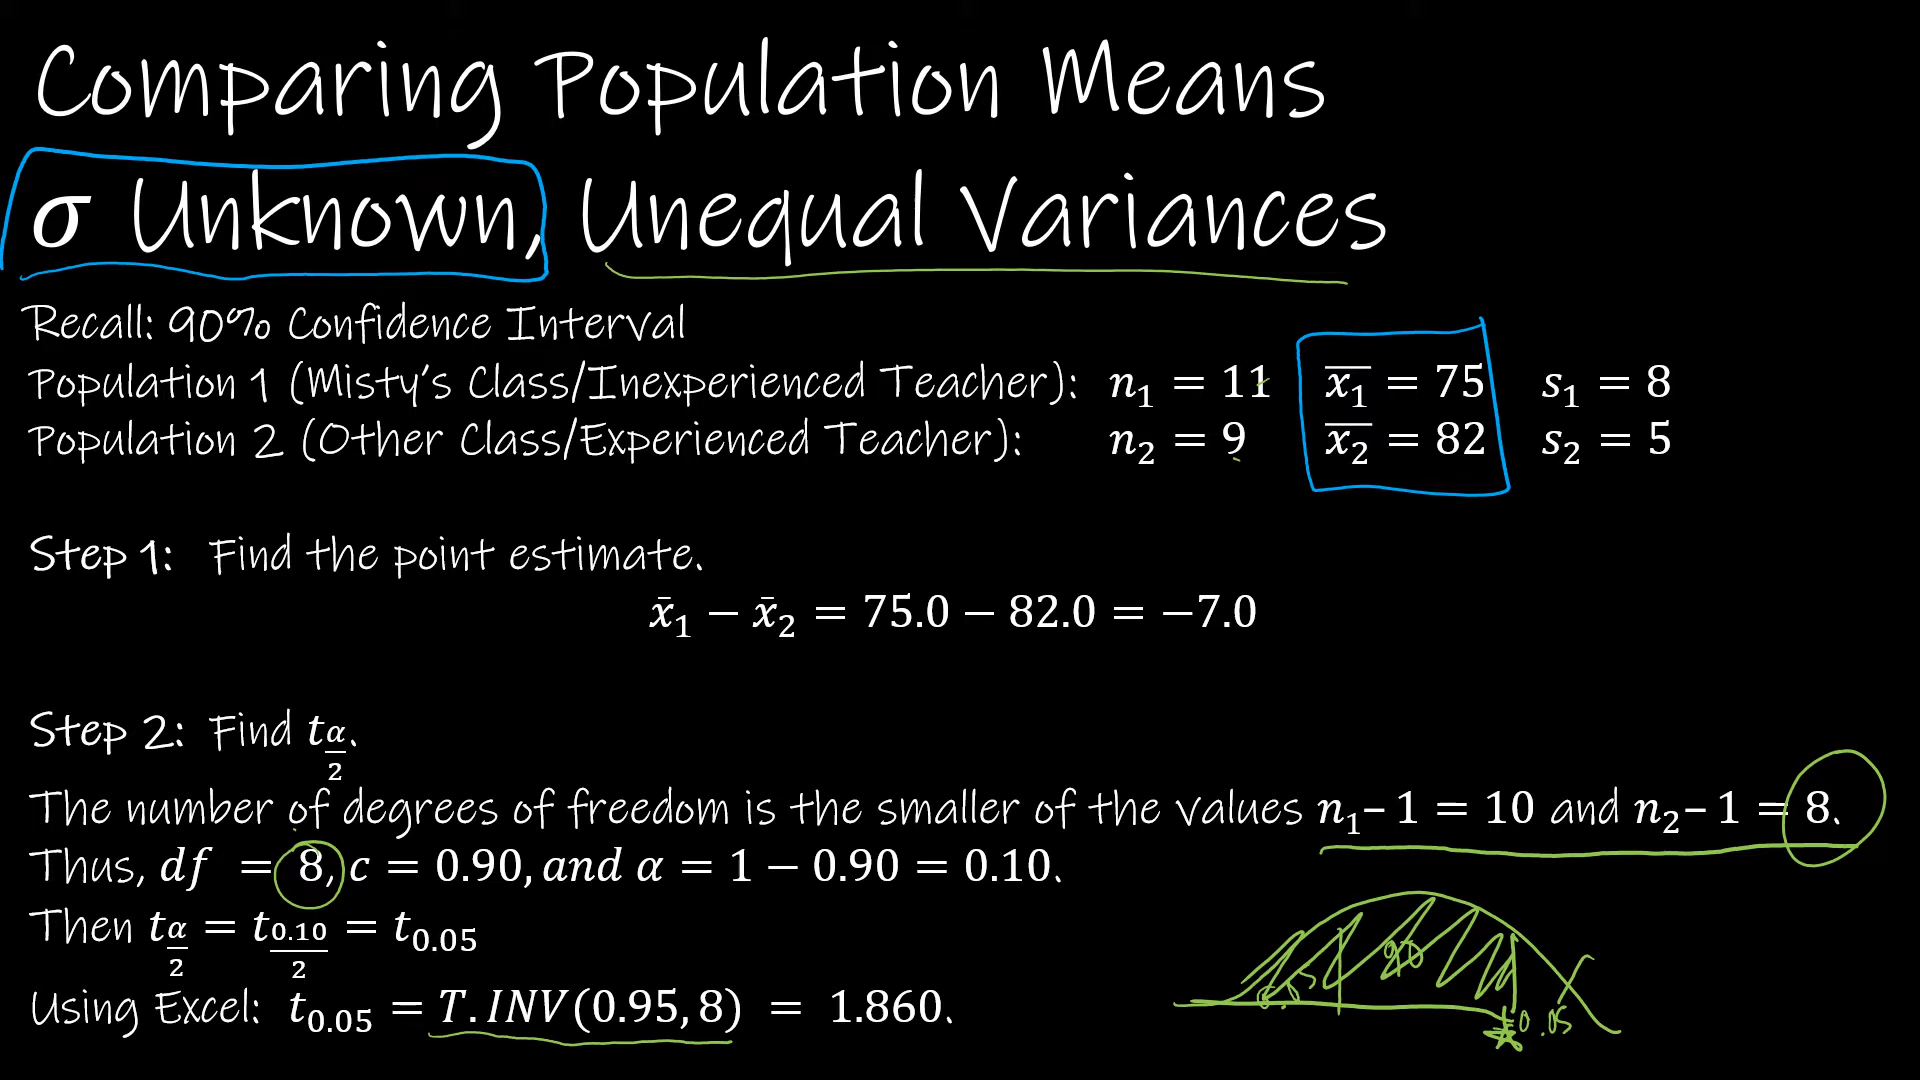 Comparing Population Means
σ Unknown, Unequal Variances
Recall: 90% Confidence Interval
Population 1 (Misty's Class/Inexperienced Teacher): n₁ = 11 x̄₁ = 75 s₁ = 8
Population 2 (Other Class/Experienced Teacher): n₂ = 9 x̄₂ = 82 s₂ = 5
Step 1: Find the point estimate.
x̄₁ − x̄₂ = 75.0 − 82.0 = −7.0
Step 2: Find t_(α/2).
The number of degrees of freedom is the smaller of the values n₁– 1 = 10 and n₂– 1 = 8.
Thus, df = 8, c = 0.90, and α = 1 − 0.90 = 0.10.
Then t_(α/2) = t_(0.10/2) = t₀.₀₅
Using Excel: t₀.₀₅ = T.INV(0.95, 8) = 1.860.
90
0.05